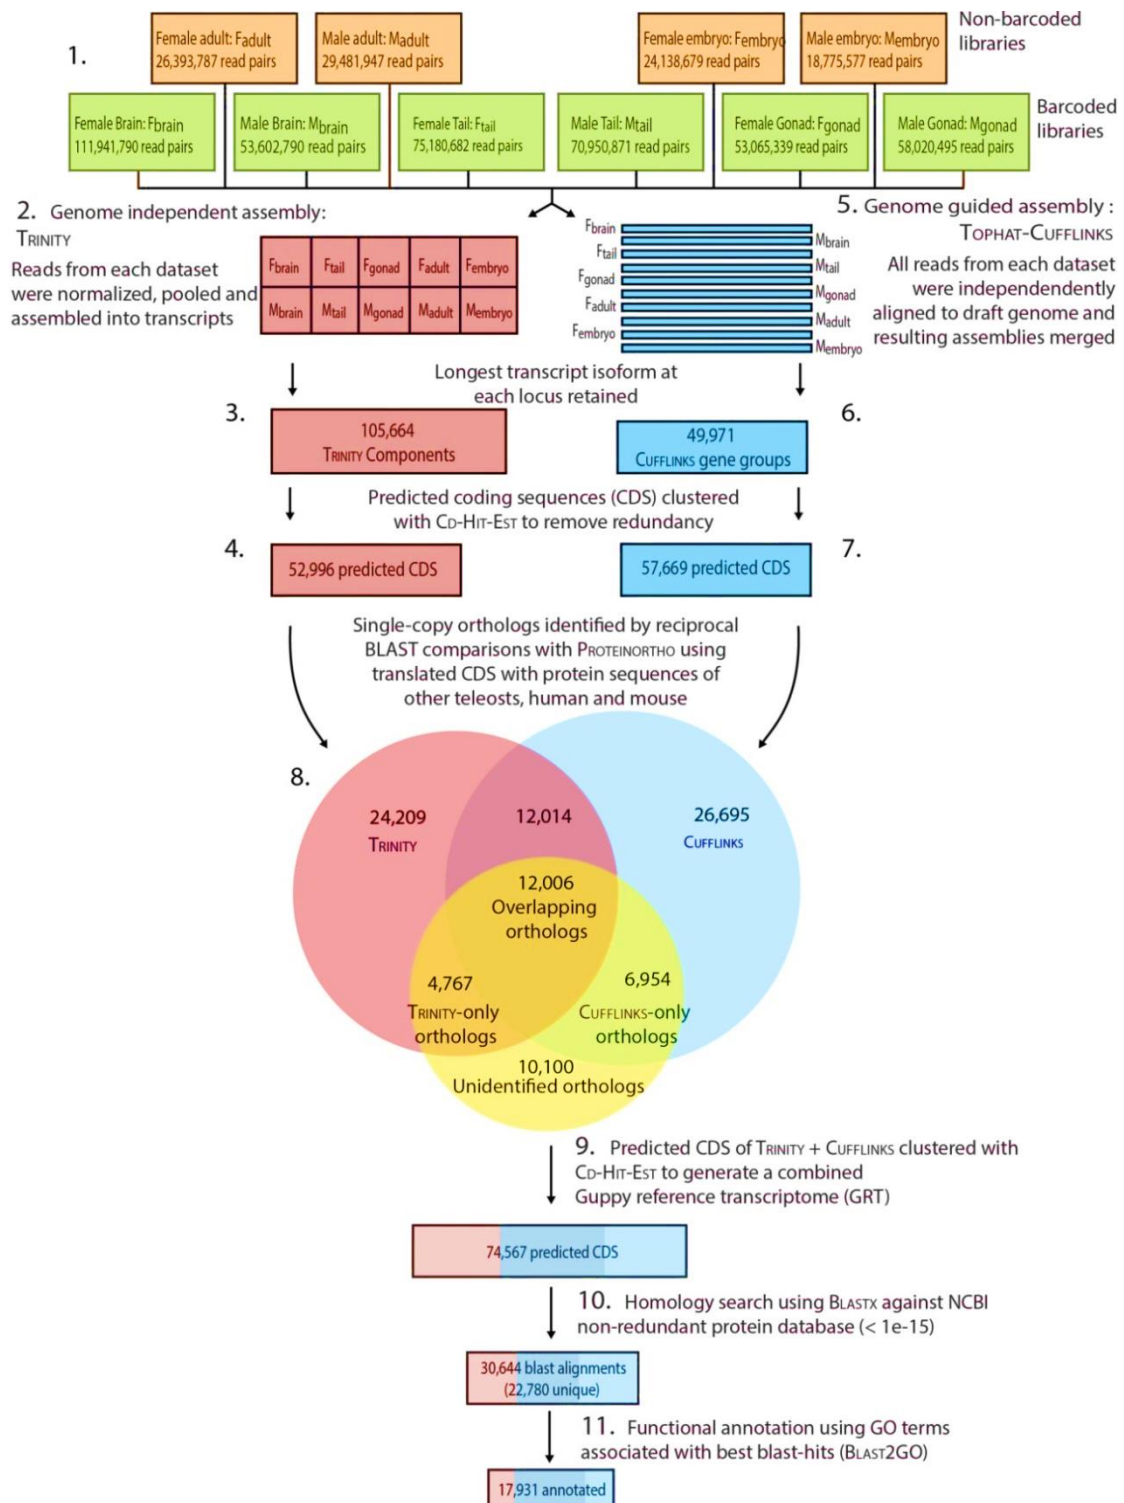 1.
Female adult: Fadult
26,393,787 read pairs
Male adult: Madult
29,481,947 read pairs
Female embryo: Fembryo
24,138,679 read pairs
Male embryo: Membryo
18,775,577 read pairs
Non-barcoded
libraries
Female Brain: Fbrain
111,941,790 read pairs
Male Brain: Mbrain
53,602,790 read pairs
Female Tail: Ftail
75,180,682 read pairs
Male Tail: Mtail
70,950,871 read pairs
Female Gonad: Fgonad
53,065,339 read pairs
Male Gonad: Mgonad
58,020,495 read pairs
Barcoded
libraries
2. Genome independent assembly:
TRINITY
Reads from each dataset
were normalized, pooled and
assembled into transcripts
Fbrain Ftail Fgonad Fadult Fembryo
Mbrain Mtail Mgonad Madult Membryo
Fbrain
Mbrain
Ftail
Mtail
Fgonad
Mgonad
Fadult
Madult
Fembryo
Membryo
5. Genome guided assembly :
TOPHAT-CUFFLINKS
All reads from each dataset
were independendently
aligned to draft genome and
resulting assemblies merged
Longest transcript isoform at
each locus retained
3.
105,664
TRINITY Components
6.
49,971
CUFFLINKS gene groups
Predicted coding sequences (CDS) clustered
with CD-HIT-EST to remove redundancy
4.
52,996 predicted CDS
7.
57,669 predicted CDS
Single-copy orthologs identified by reciprocal
BLAST comparisons with PROTEINORTHO using
translated CDS with protein sequences of
other teleosts, human and mouse
8.
24,209
TRINITY
12,014
26,695
CUFFLINKS
12,006
Overlapping
orthologs
4,767
TRINITY-only
orthologs
6,954
CUFFLINKS-only
orthologs
10,100
Unidentified orthologs
9. Predicted CDS of TRINITY + CUFFLINKS clustered with
CD-HIT-EST to generate a combined
Guppy reference transcriptome (GRT)
74,567 predicted CDS
10. Homology search using BLASTX against NCBI
non-redundant protein database (< 1e-15)
30,644 blast alignments
(22,780 unique)
11. Functional annotation using GO terms
associated with best blast-hits (BLAST2GO)
17,931 annotated